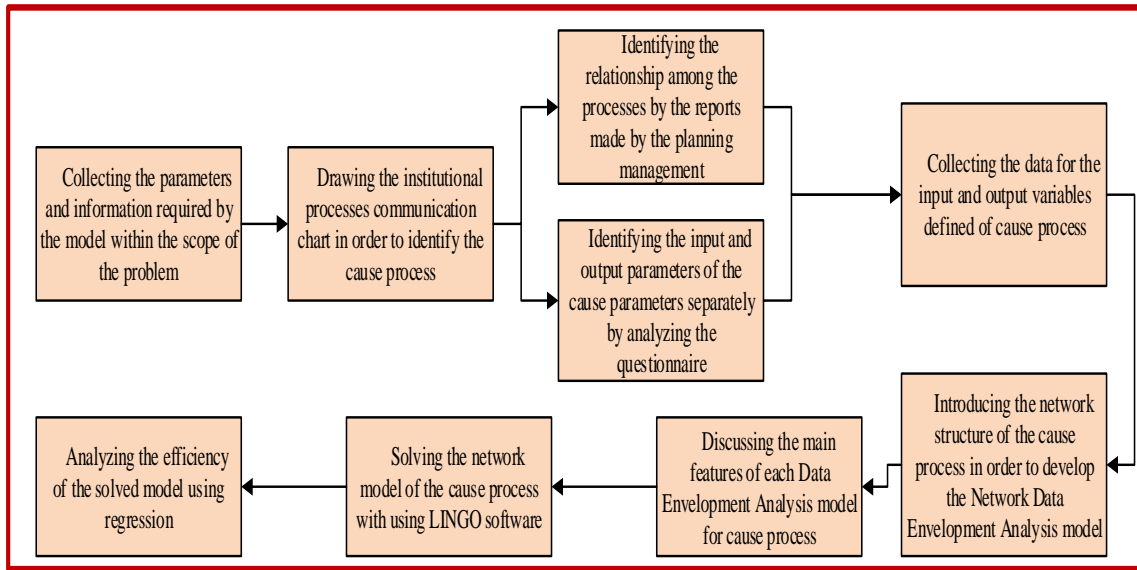 Collecting the parameters
and information required by
the model within the scope of
the problem
Drawing the institutional
processes communication
chart in order to identify the
cause process
Identifying the
relationship among the
processes by the reports
made by the planning
management
Identifying the input and
output parameters of the
cause parameters separately
by analyzing the
questionnaire
Collecting the data for the
input and output variables
defined of cause process
Introducing the network
structure of the cause
process in order to develop
the Network Data
Envelopment Analysis model
Discussing the main
features of each Data
Envelopment Analysis model
for cause process
Solving the network
model of the cause process
with using LINGO software
Analyzing the efficiency
of the solved model using
regression